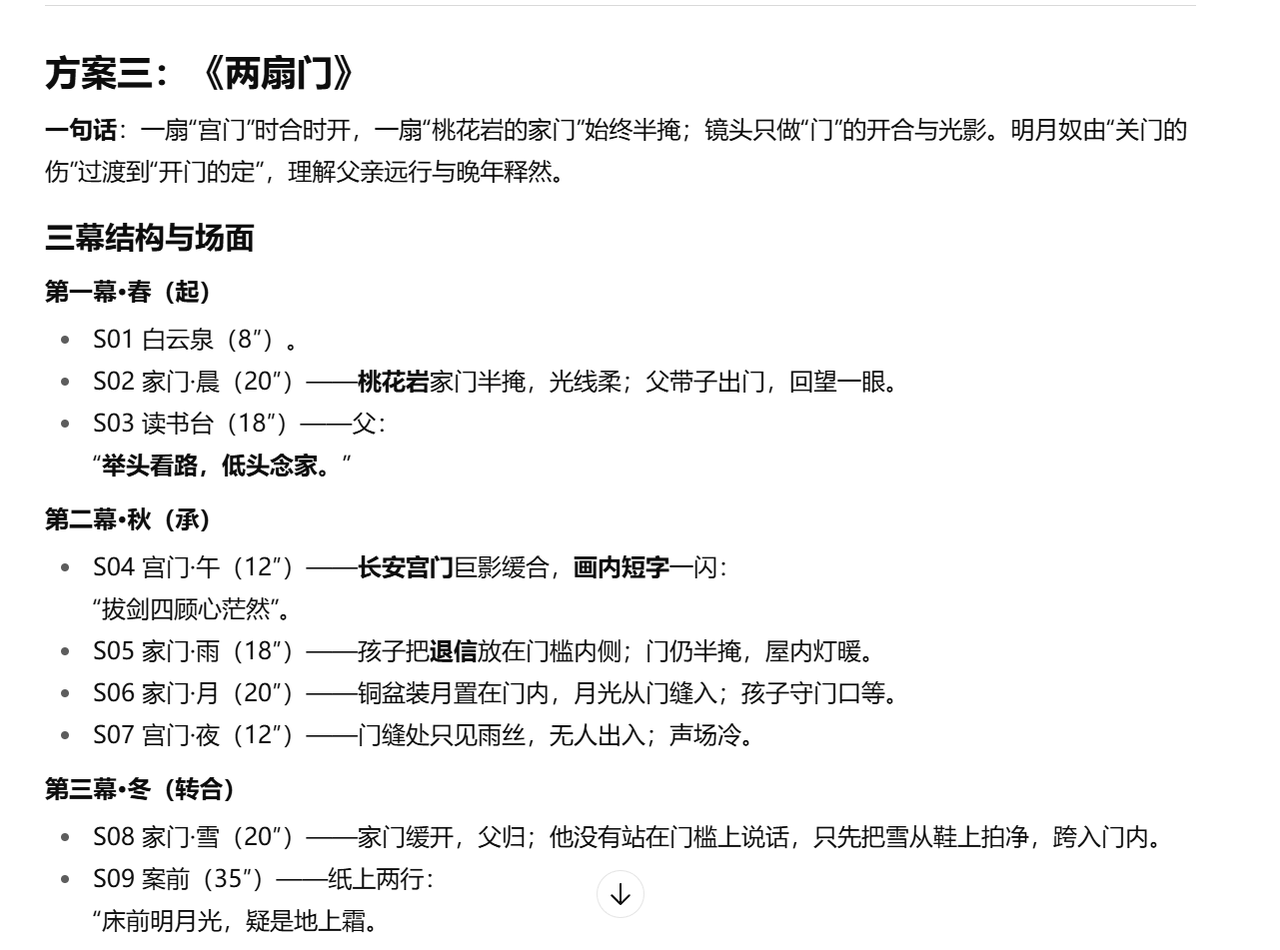 方案三：《两扇门》
一句话：一扇“宫门”时合时开，一扇“桃花岩的家门”始终半掩；镜头只做“门”的开合与光影。明月奴由“关门的
伤”过渡到“开门的定”，理解父亲远行与晚年释然。
三幕结构与场面
第一幕·春（起）
S01 白云泉（8″）。
S02 家门·晨（20″）——桃花岩家门半掩，光线柔；父带子出门，回望一眼。
S03 读书台（18″）——父：
“举头看路，低头念家。”
第二幕·秋（承）
S04 宫门·午（12″）——长安宫门巨影缓合，画内短字一闪：
“拔剑四顾心茫然”。
S05 家门·雨（18″）——孩子把退信放在门槛内侧；门仍半掩，屋内灯暖。
S06 家门·月（20″）——铜盆装月置在门内，月光从门缝入；孩子守门口等。
S07 宫门·夜（12″）——门缝处只见雨丝，无人出入；声场冷。
第三幕·冬（转合）
S08 家门·雪（20″）——家门缓开，父归；他没有站在门槛上说话，只先把雪从鞋上拍净，跨入门内。
S09 案前（35″）——纸上两行：
“床前明月光，疑是地上霜。